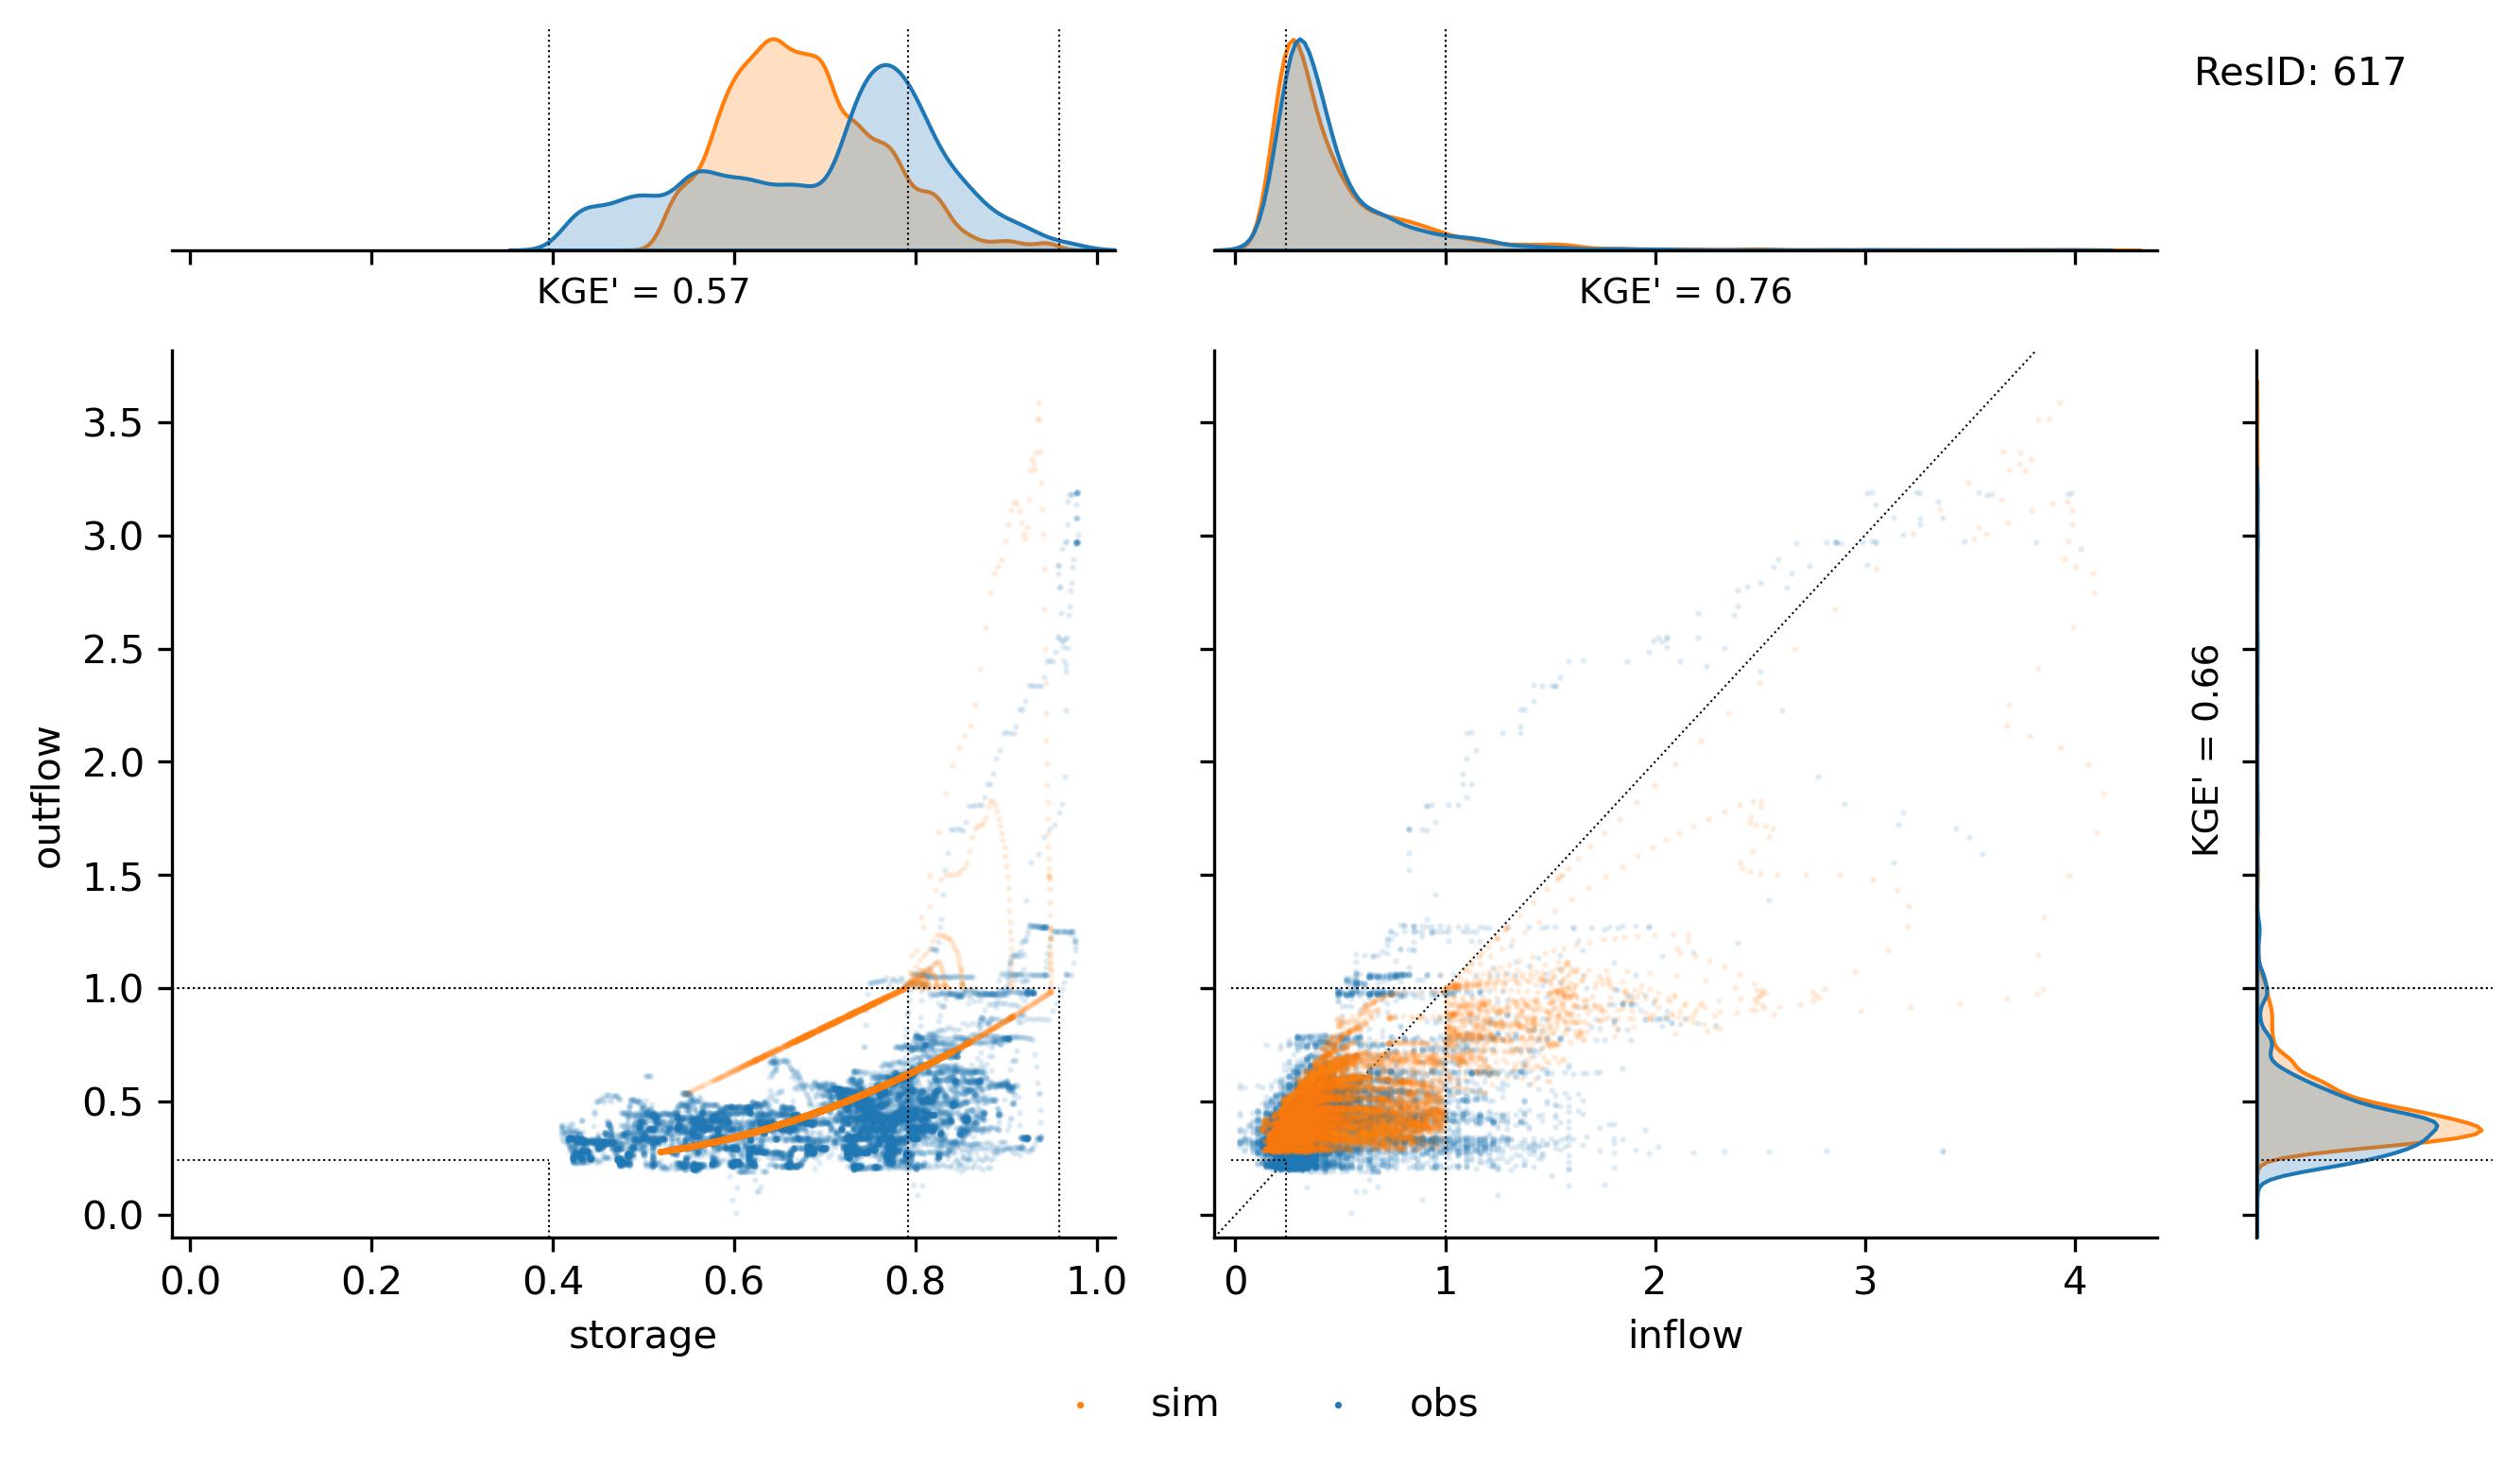 ResID: 617
KGE' = 0.57
KGE' = 0.76
outflow
3.5
3.0
2.5
2.0
1.5
1.0
0.5
0.0
KGE' = 0.66
0.0 0.2 0.4 0.6 0.8 1.0
0 1 2 3 4
storage
inflow
sim obs